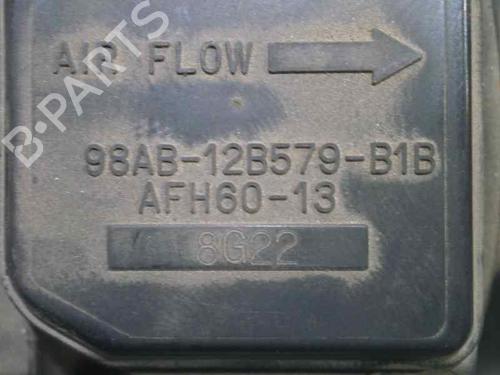 AIR FLOW
98AB-12B579-B1B
AFH60-13
8G22
B-PARTS